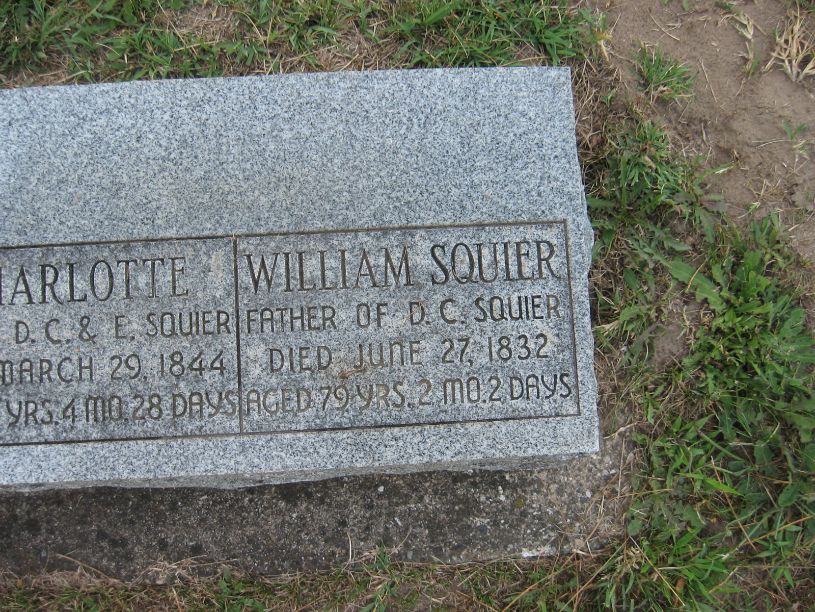 HARLOTTE
D.C. & E. SQUIER
MARCH 29, 1844
YRS. 4 MO. 28 DAYS
WILLIAM SQUIER
FATHER OF D.C. SQUIER
DIED JUNE 27, 1832
AGED 79 YRS. 2 MO. 2 DAYS